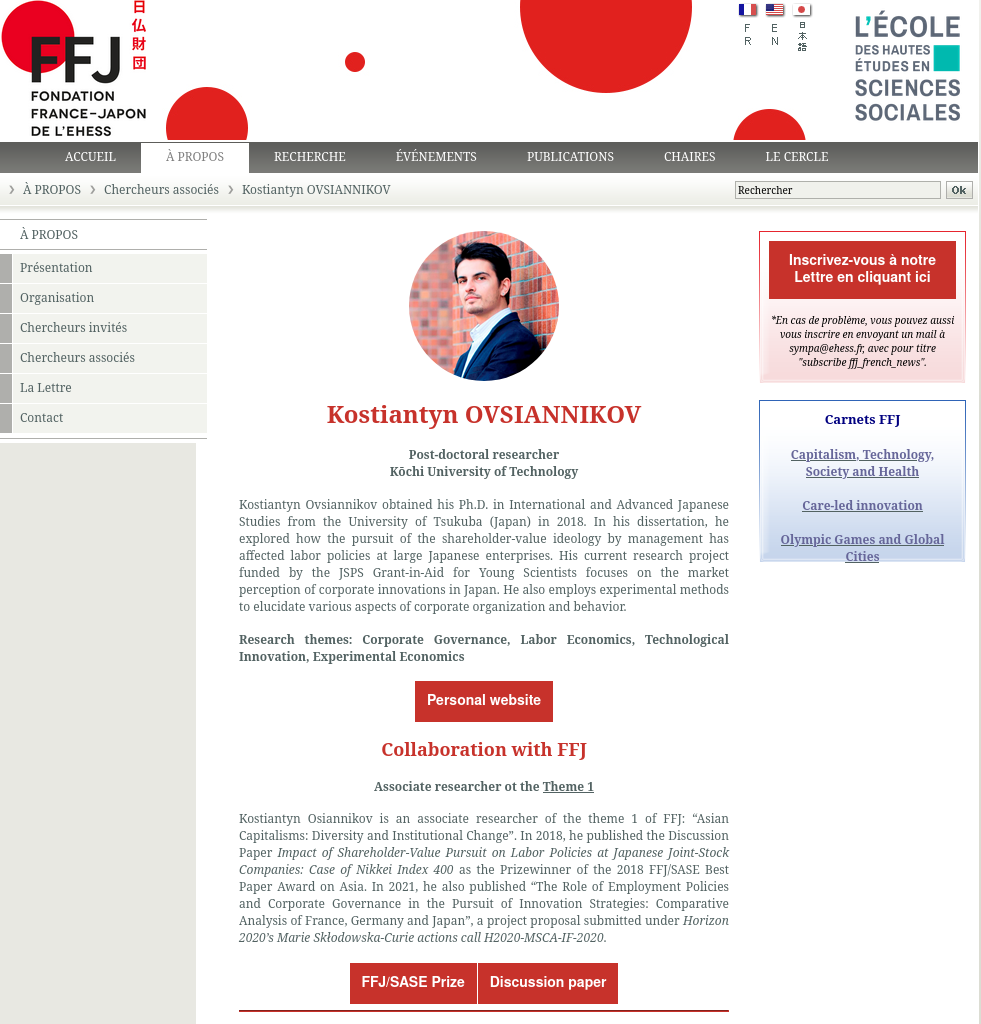 日仏財団
FFJ
FONDATION
FRANCE-JAPON
DE L'EHESS
FR
EN
日本語
L'ÉCOLE
DES HAUTES
ÉTUDES EN
SCIENCES
SOCIALES
ACCUEIL
À PROPOS
RECHERCHE
ÉVÉNEMENTS
PUBLICATIONS
CHAIRES
LE CERCLE
À PROPOS
Chercheurs associés
Kostiantyn OVSIANNIKOV
Rechercher
Ok
À PROPOS
Présentation
Organisation
Chercheurs invités
Chercheurs associés
La Lettre
Contact
Kostiantyn OVSIANNIKOV
Post-doctoral researcher
Kōchi University of Technology
Kostiantyn Ovsiannikov obtained his Ph.D. in International and Advanced Japanese
Studies from the University of Tsukuba (Japan) in 2018. In his dissertation, he
explored how the pursuit of the shareholder-value ideology by management has
affected labor policies at large Japanese enterprises. His current research project
funded by the JSPS Grant-in-Aid for Young Scientists focuses on the market
perception of corporate innovations in Japan. He also employs experimental methods
to elucidate various aspects of corporate organization and behavior.
Research themes: Corporate Governance, Labor Economics, Technological
Innovation, Experimental Economics
Personal website
Collaboration with FFJ
Associate researcher ot the Theme 1
Kostiantyn Osiannikov is an associate researcher of the theme 1 of FFJ: “Asian
Capitalisms: Diversity and Institutional Change”. In 2018, he published the Discussion
Paper Impact of Shareholder-Value Pursuit on Labor Policies at Japanese Joint-Stock
Companies: Case of Nikkei Index 400 as the Prizewinner of the 2018 FFJ/SASE Best
Paper Award on Asia. In 2021, he also published “The Role of Employment Policies
and Corporate Governance in the Pursuit of Innovation Strategies: Comparative
Analysis of France, Germany and Japan”, a project proposal submitted under Horizon
2020’s Marie Skłodowska-Curie actions call H2020-MSCA-IF-2020.
FFJ/SASE Prize
Discussion paper
Inscrivez-vous à notre
Lettre en cliquant ici
*En cas de problème, vous pouvez aussi
vous inscrire en envoyant un mail à
sympa@ehess.fr, avec pour titre
"subscribe ffj_french_news".
Carnets FFJ
Capitalism, Technology,
Society and Health
Care-led innovation
Olympic Games and Global
Cities